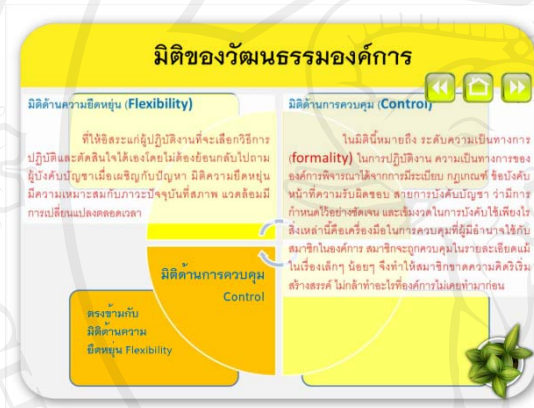 มิติของวัฒนธรรมองค์การ
มิติด้านความยืดหยุ่น (Flexibility)
ที่ให้อิสระแก่ผู้ปฏิบัติงานที่จะเลือกวิธีการ
ปฏิบัติและตัดสินใจได้เองโดยไม่ต้องย้อนกลับไปถาม
ผู้บังคับบัญชาเมื่อเผชิญกับปัญหา มิติความยืดหยุ่น
มีความเหมาะสมกับภาวะปัจจุบันที่สภาพ แวดล้อมมี
การเปลี่ยนแปลงตลอดเวลา
มิติด้านการควบคุม (Control)
ในมิตินี้หมายถึง ระดับความเป็นทางการ
(formality) ในการปฏิบัติงาน ความเป็นทางการของ
องค์การพิจารณาได้จากการมีระเบียบ กฎเกณฑ์ ข้อบังคับ
หน้าที่ความรับผิดชอบ สายการบังคับบัญชา ว่ามีการ
กำหนดไว้อย่างชัดเจน และเข้มงวดในการบังคับใช้เพียงไร
สิ่งเหล่านี้คือเครื่องมือในการควบคุมที่ผู้มีอำนาจใช้กับ
สมาชิกในองค์การ สมาชิกจะถูกควบคุมในรายละเอียดแม้
ในเรื่องเล็กๆ น้อยๆ จึงทำให้สมาชิกขาดความคิดริเริ่ม
สร้างสรรค์ ไม่กล้าทำอะไรที่องค์การไม่เคยทำมาก่อน
มิติด้านการควบคุม
Control
ตรงข้ามกับ
มิติด้านความ
ยืดหยุ่น Flexibility